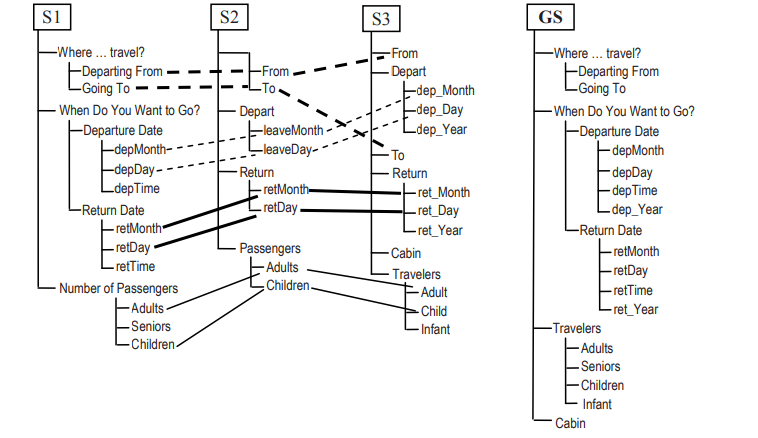 S1
Where ... travel?
Departing From
Going To
When Do You Want to Go?
Departure Date
depMonth
depDay
depTime
Return Date
retMonth
retDay
retTime
Number of Passengers
Adults
Seniors
Children
S2
From
To
Depart
leaveMonth
leaveDay
Return
retMonth
retDay
Passengers
Adults
Children
S3
From
Depart
dep_Month
dep_Day
dep_Year
To
Return
ret_Month
ret_Day
ret_Year
Cabin
Travelers
Adult
Child
Infant
GS
Where ... travel?
Departing From
Going To
When Do You Want to Go?
Departure Date
depMonth
depDay
depTime
dep_Year
Return Date
retMonth
retDay
retTime
ret_Year
Travelers
Adults
Seniors
Children
Infant
Cabin